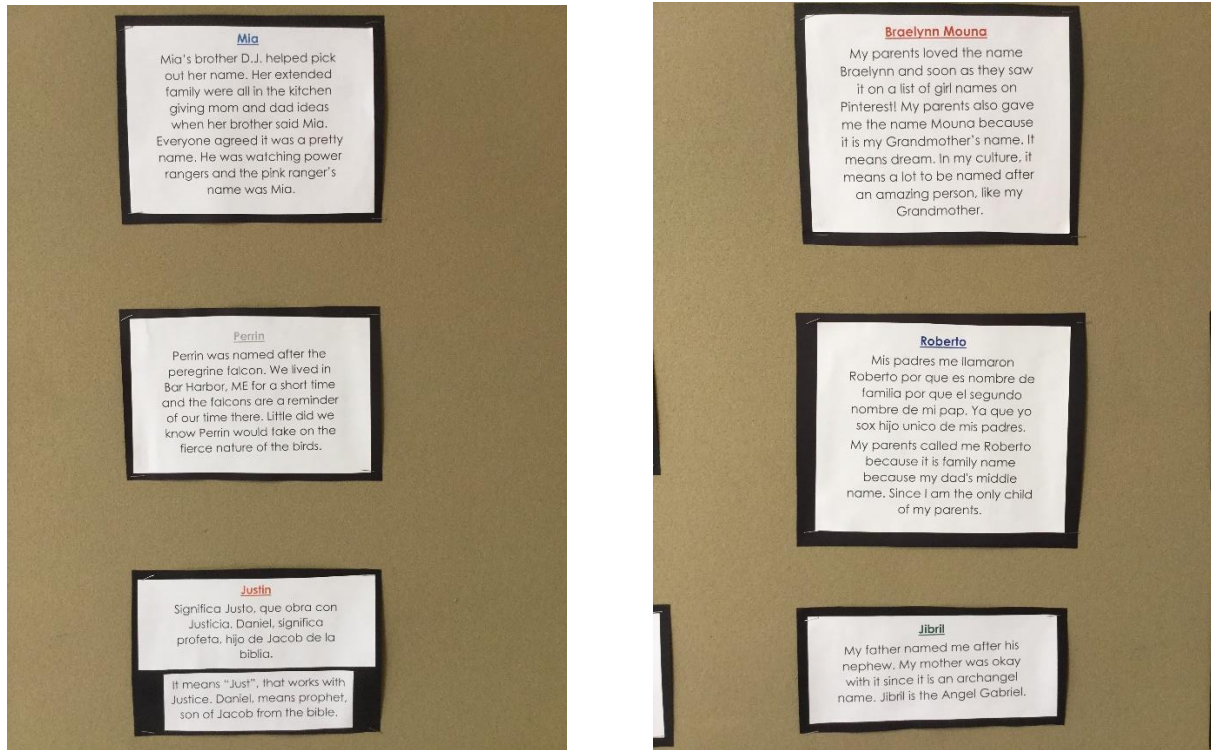 Mia
Mia's brother D.J. helped pick
out her name. Her extended
family were all in the kitchen
giving mom and dad ideas
when her brother said Mia.
Everyone agreed it was a pretty
name. He was watching power
rangers and the pink ranger's
name was Mia.
Perrin
Perrin was named after the
peregrine falcon. We lived in
Bar Harbor, ME for a short time
and the falcons are a reminder
of our time there. Little did we
know Perrin would take on the
fierce nature of the birds.
Justin
Significa Justo, que obra con
Justicia. Daniel, significa
profeta, hijo de Jacob de la
biblia.
It means "Just", that works with
Justice. Daniel, means prophet,
son of Jacob from the bible.
Braelynn Mouna
My parents loved the name
Braelynn and soon as they saw
it on a list of girl names on
Pinterest! My parents also gave
me the name Mouna because
it is my Grandmother's name. It
means dream. In my culture, it
means a lot to be named after
an amazing person, like my
Grandmother.
Roberto
Mis padres me llamaron
Roberto por que es nombre de
familia por que el segundo
nombre de mi pap. Ya que yo
sox hijo unico de mis padres.
My parents called me Roberto
because it is family name
because my dad's middle
name. Since I am the only child
of my parents.
Jibril
My father named me after his
nephew. My mother was okay
with it since it is an archangel
name. Jibril is the Angel Gabriel.